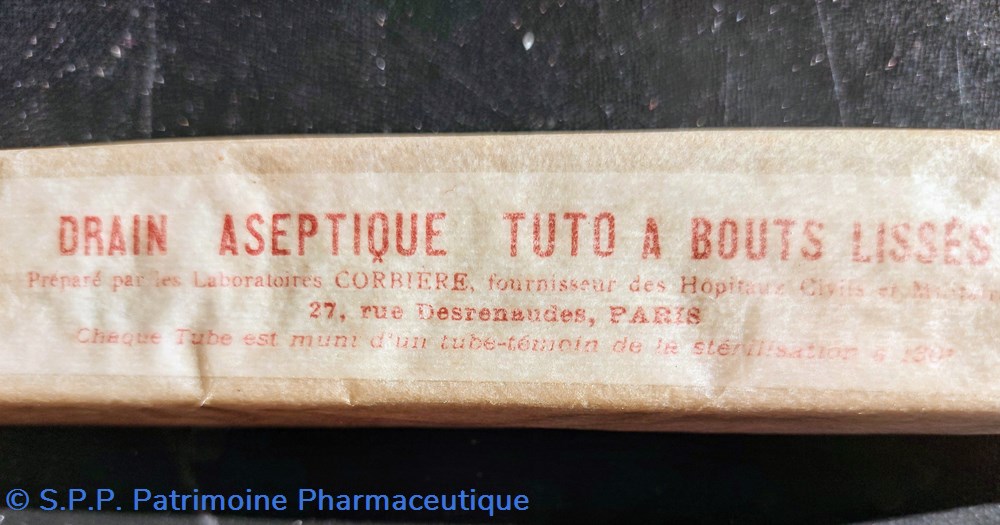 DRAIN ASEPTIQUE TUTO A BOUTS LISSÉS
Préparé par les Laboratoires CORBIÈRE, fournisseur des Hopitaux Civils et
27, rue Desrenaudes, PARIS
Chaque Tube est muni d'un tube-témoin de la stérilisation à
© S.P.P. Patrimoine Pharmaceutique